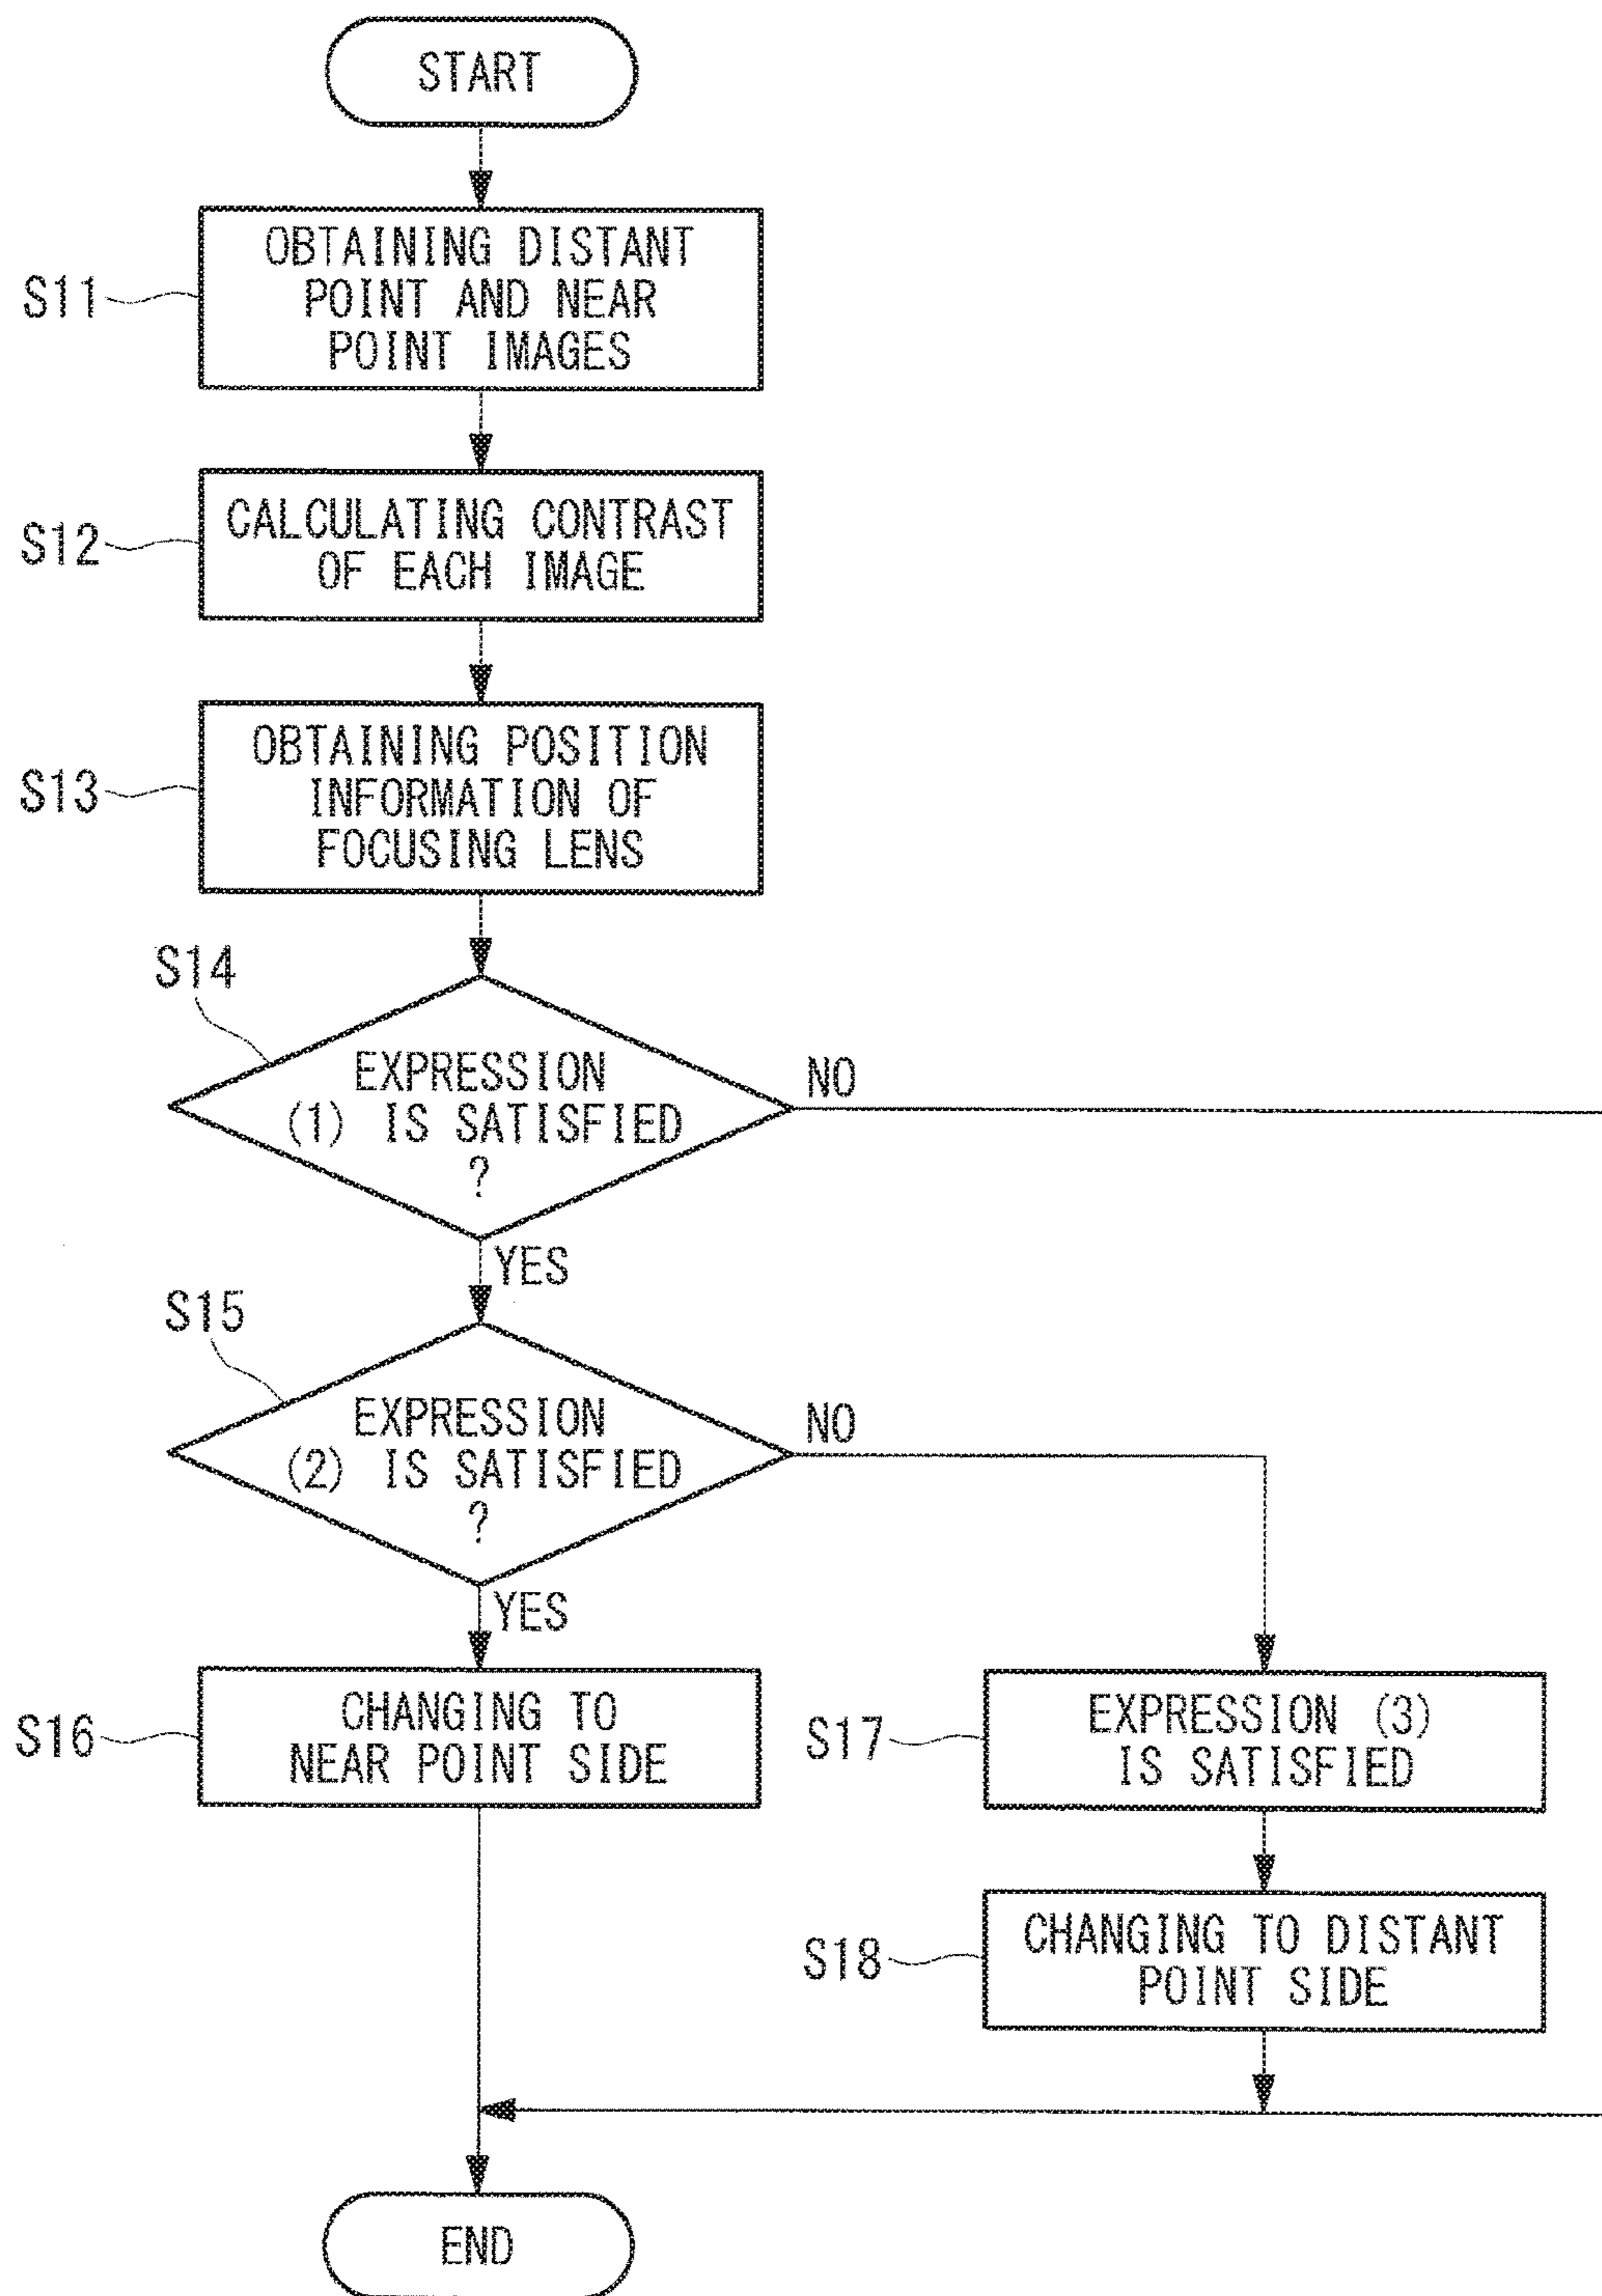 START
S11
OBTAINING DISTANT
POINT AND NEAR
POINT IMAGES
S12
CALCULATING CONTRAST
OF EACH IMAGE
S13
OBTAINING POSITION
INFORMATION OF
FOCUSING LENS
S14
EXPRESSION
(1) IS SATISFIED
?
NO
YES
S15
EXPRESSION
(2) IS SATISFIED
?
NO
YES
S16
CHANGING TO
NEAR POINT SIDE
S17
EXPRESSION (3)
IS SATISFIED
S18
CHANGING TO DISTANT
POINT SIDE
END